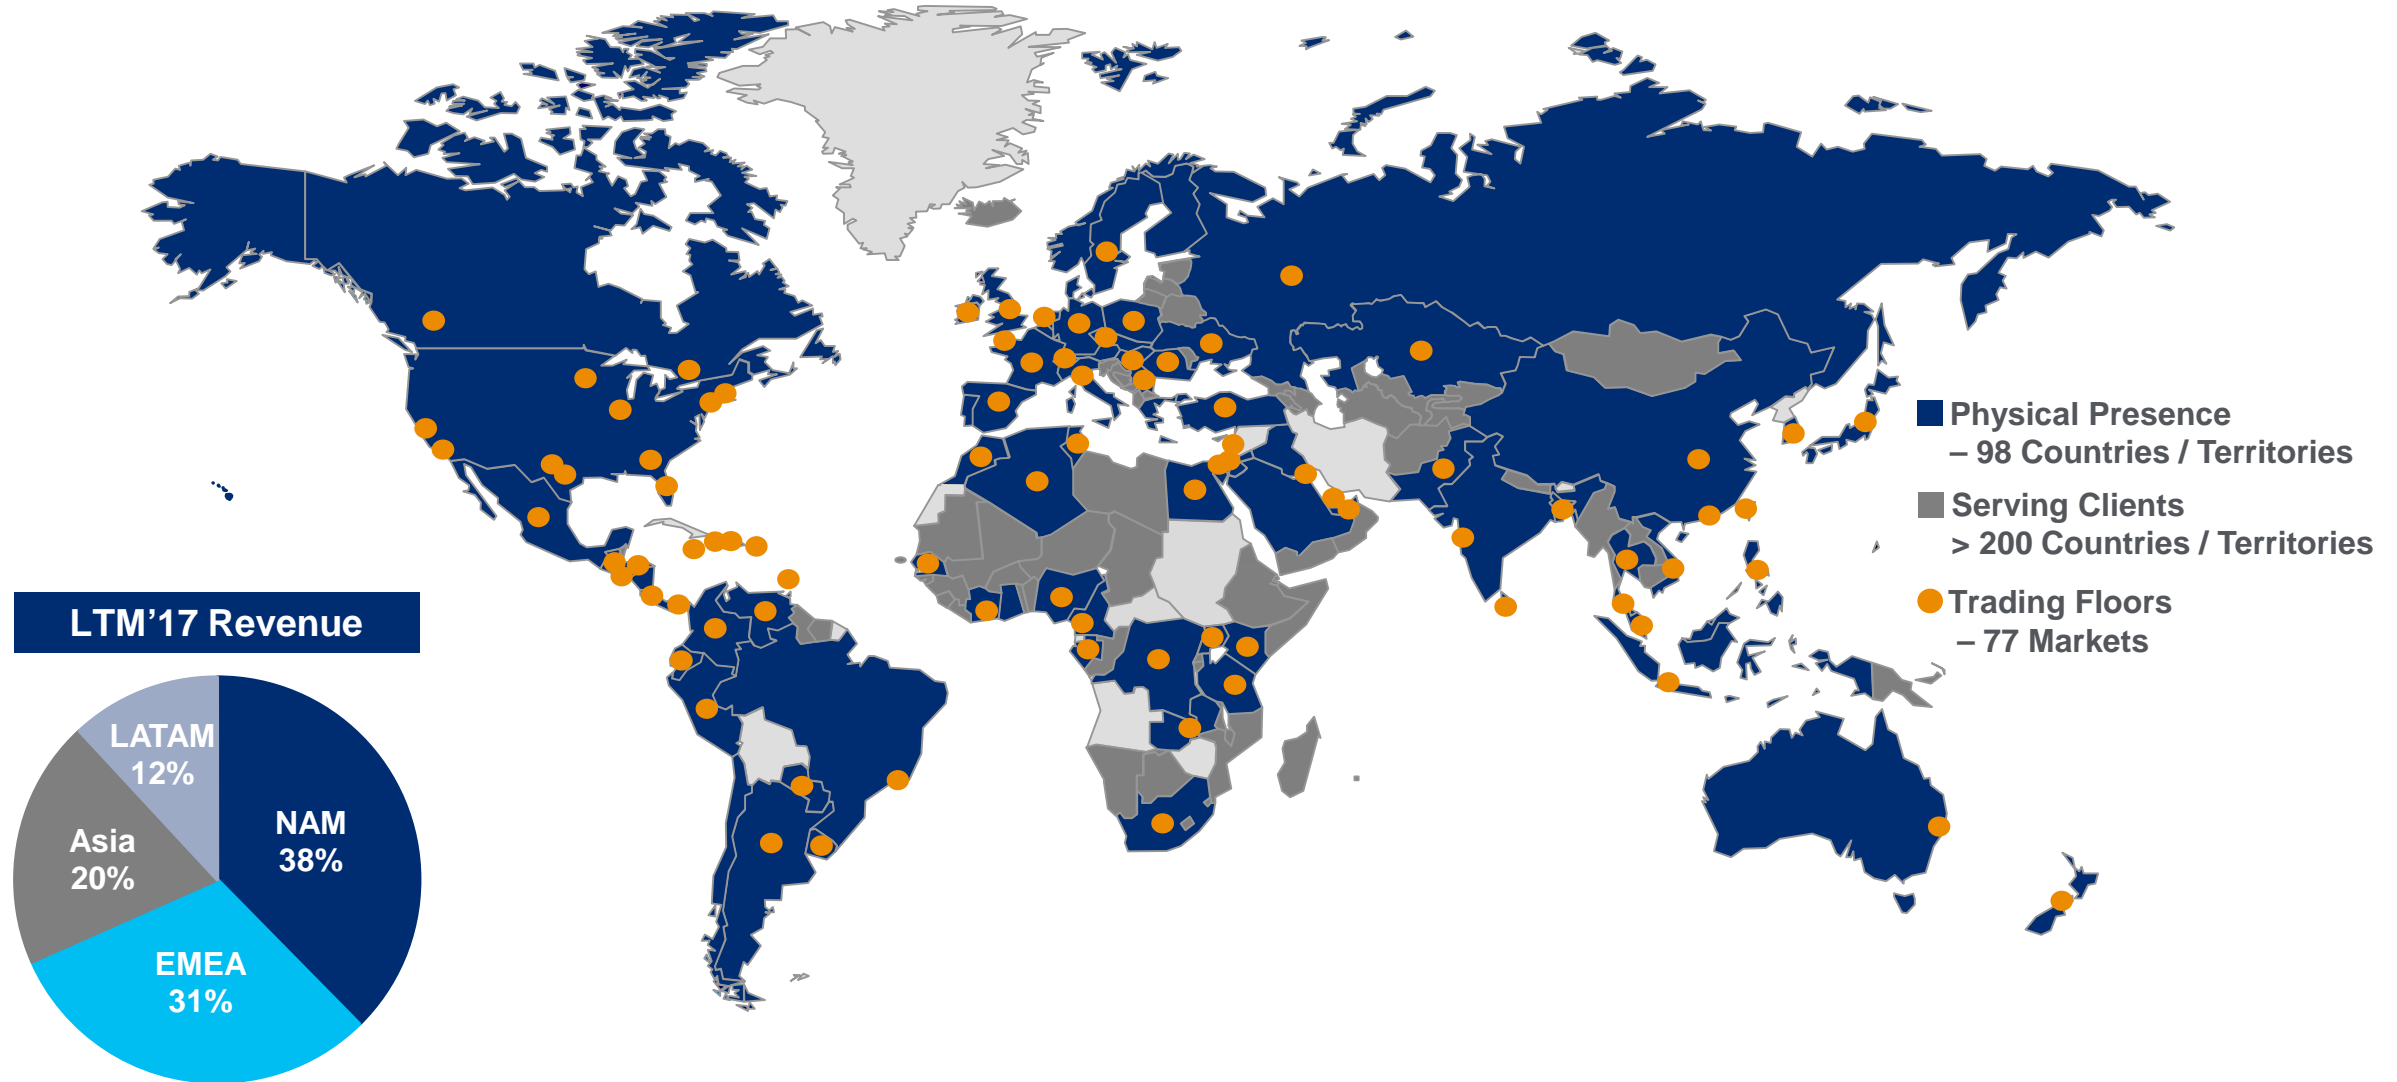 Physical Presence
– 98 Countries / Territories
Serving Clients
> 200 Countries / Territories
Trading Floors
– 77 Markets
LTM’17 Revenue
LATAM
12%
NAM
38%
Asia
20%
EMEA
31%